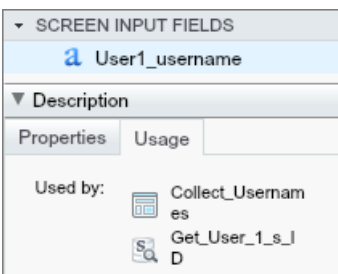 SCREEN INPUT FIELDS
a User1_username
Description
Properties Usage
Used by: Collect_Usernam
es
Get_User_1_s_I
D